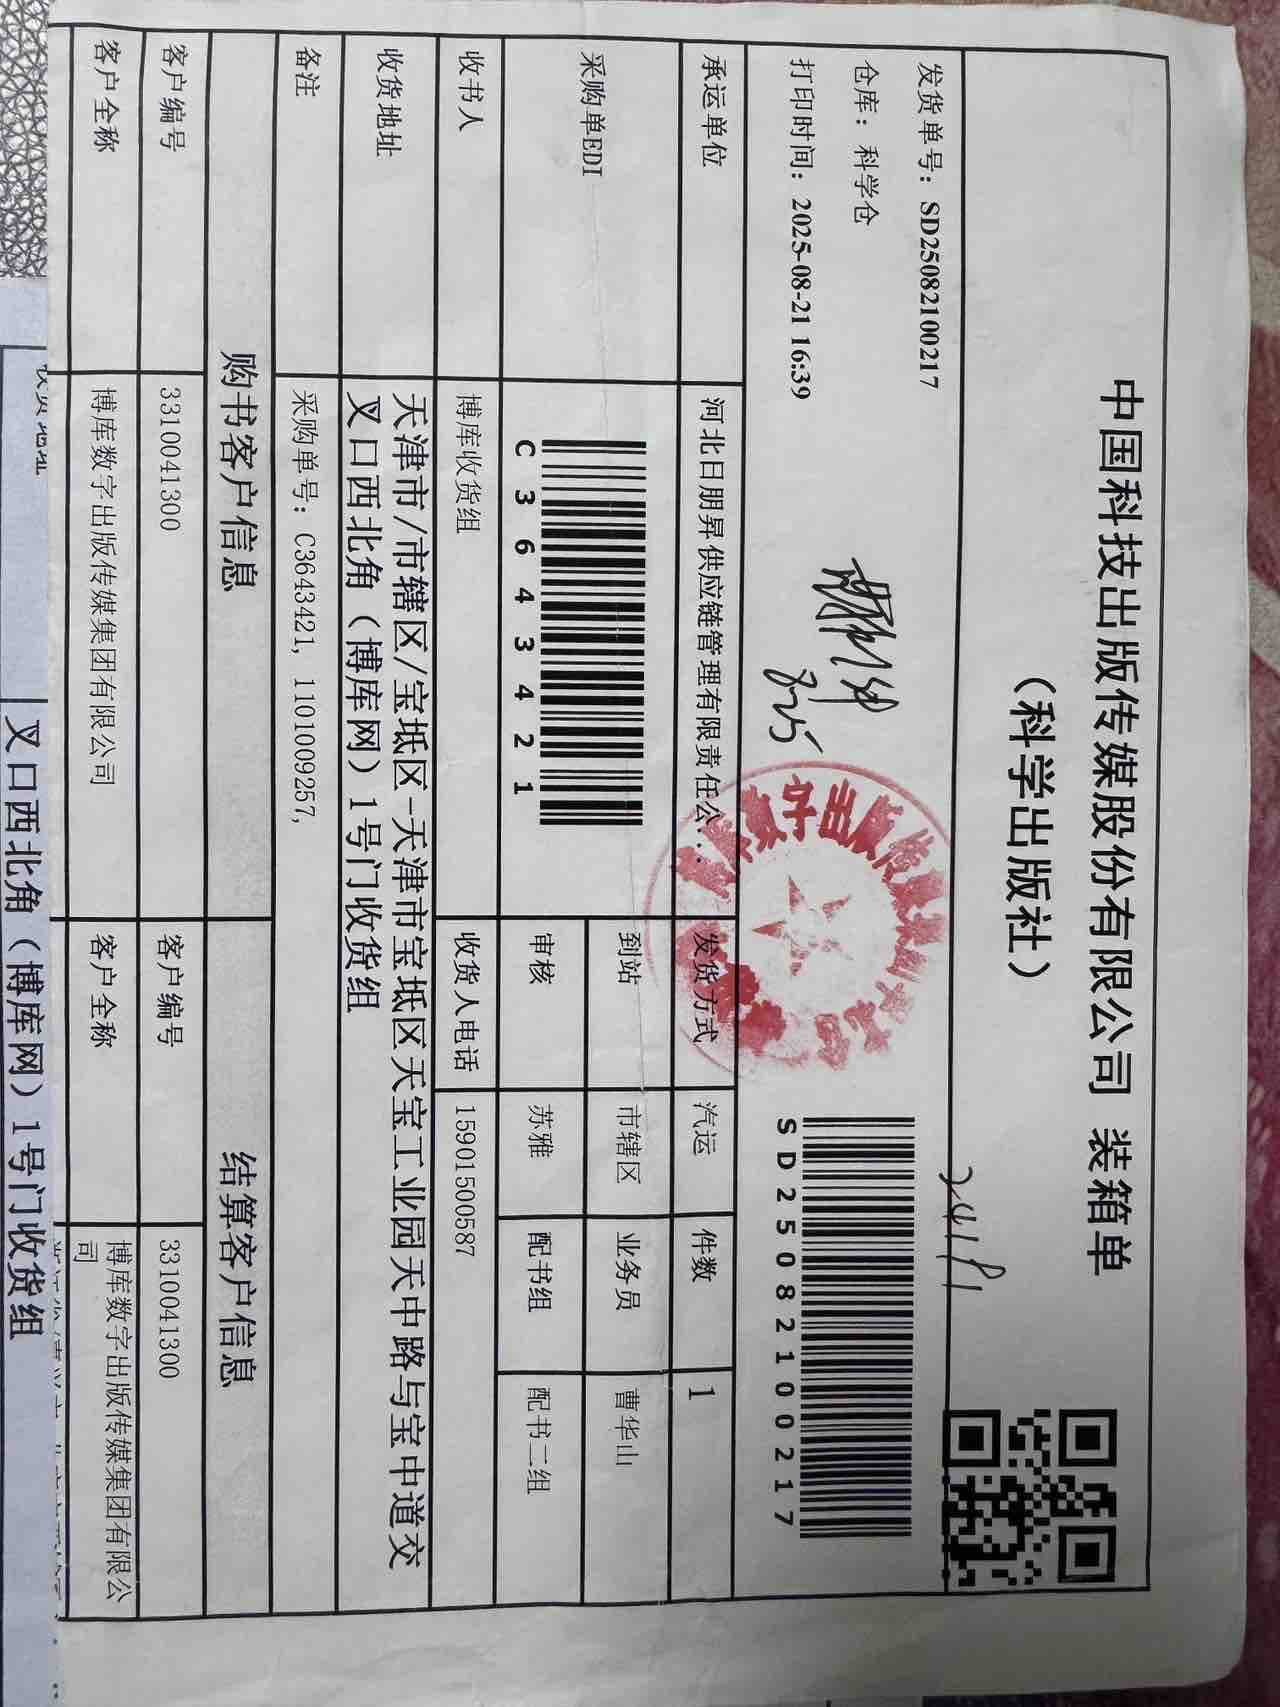 中国科技出版传媒股份有限公司 装箱单
（科学出版社）
发货单号：SD25082100217
仓库：科学仓
打印时间：2025-08-21 16:39
825
SD25082100217
承运单位 河北日朋昇供应链管理有限责任公.. 发货方式 汽运 件数 1
采购单EDI C3643421 到站 市辖区 业务员 曹华山
审核 苏雅 配书组 配书二组
收书人 博库收货组 收货人电话 15901500587
收货地址 天津市/市辖区/宝坻区-天津市宝坻区天宝工业园天中路与宝中道交
叉口西北角（博库网）1号门收货组
备注 采购单号：C3643421, 1101009257,
购书客户信息 结算客户信息
客户编号 3310041300 客户编号 3310041300
客户全称 博库数字出版传媒集团有限公司 客户全称 博库数字出版传媒集团有限公
司
收货地址
叉口西北角（博库网）1号门收货组